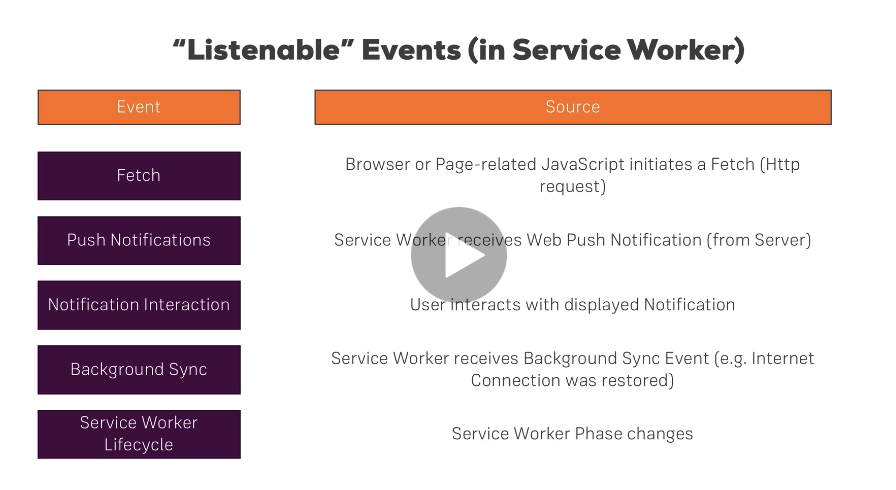 “Listenable” Events (in Service Worker)
Event
Source
Fetch
Browser or Page-related JavaScript initiates a Fetch (Http
request)
Push Notifications
Service Worker receives Web Push Notification (from Server)
Notification Interaction
User interacts with displayed Notification
Background Sync
Service Worker receives Background Sync Event (e.g. Internet
Connection was restored)
Service Worker
Lifecycle
Service Worker Phase changes